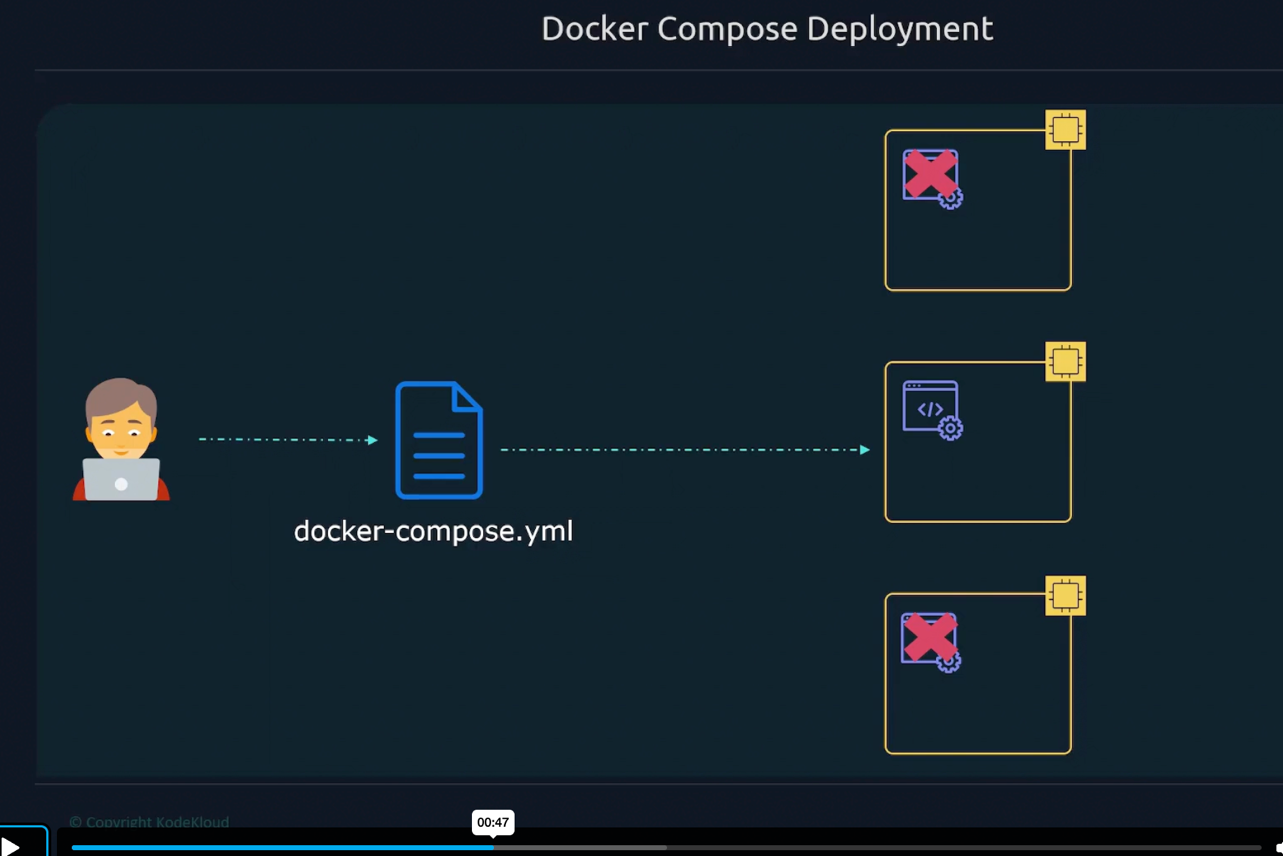 Docker Compose Deployment
</>
docker-compose.yml
© Copyright KodeKloud
00:47